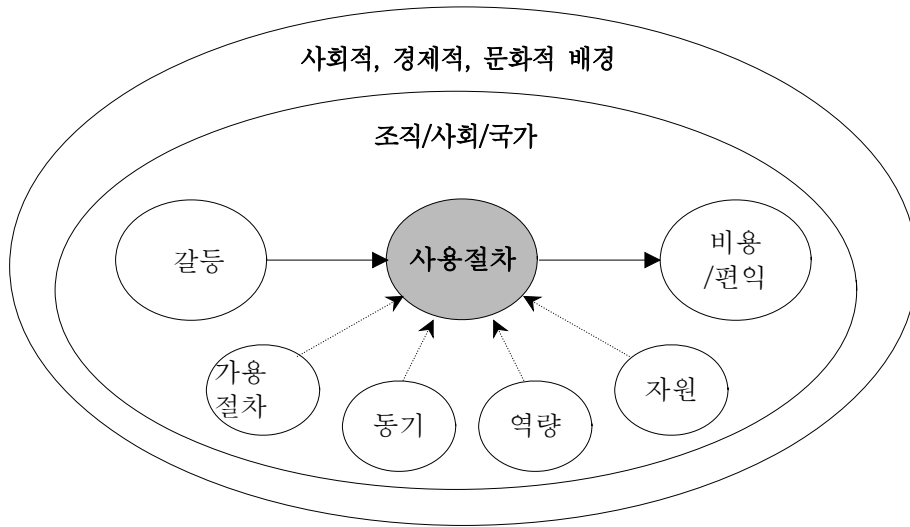 사회적, 경제적, 문화적 배경
조직/사회/국가
갈등
사용절차
비용
/편익
가용
절차
동기
역량
자원